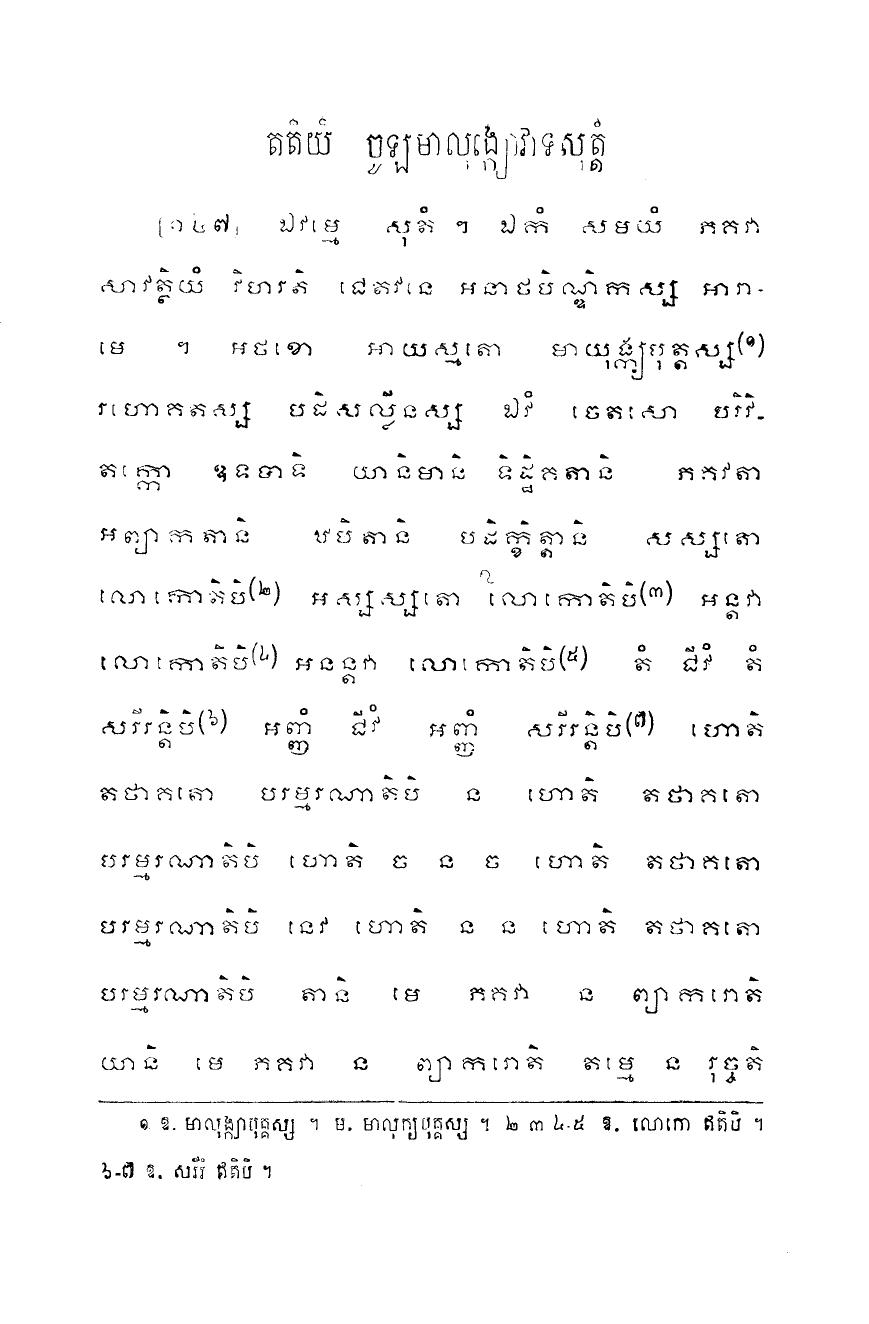 តតិយំ ចូឡមាលុង្ក្យោវាទសុត្តំ
[១៤៧] ឯវម្មេ សុតំ ។ ឯកំ សមយំ ភគវា
សាវត្ថិយំ វិហរតិ ជេតវនេ អនាថបិណ្ឌិកស្ស អារា-
មេ ។ អថខោ អាយស្មតោ មាយុង្ក្យបុត្តស្ស(១)
រហោគតស្ស បដិសល្លីនស្ស ឯវំ ចេតសោ បរិវិ-
តក្កោ ឧទទាទិ យានិមានិ ទិដ្ឋិគតានិ ភគវតា
អព្យាកតានិ ឋបិតានិ បដិក្ខិត្តានិ សស្សតោ
លោកោតិបិ(២) អស្សស្សតោ លោកោតិបិ(៣) អន្តវា
លោកោតិបិ(៤) អនន្តវា លោកោតិបិ(៥) តំ ជីវំ តំ
សរីរន្តិបិ(៦) អញ្ញំ ជីវំ អញ្ញំ សរីរន្តិបិ(៧) ហោតិ
តថាគតោ បរម្មរណាតិបិ ន ហោតិ តថាគតោ
បរម្មរណាតិបិ ហោតិ ច ន ច ហោតិ តថាគតោ
បរម្មរណាតិបិ នេវ ហោតិ ន ន ហោតិ តថាគតោ
បរម្មរណាតិបិ តានិ មេ ភគវា ន ព្យាករោតិ
យានិ មេ ភគវា ន ព្យាករោតិ តម្មេ ន រុច្ចតិ
១ ឱ. មាលុង្ក្យាបុត្តស្ស ។ ម. មាលុក្យបុត្តស្ស ។ ២ ៣ ៤-៥ ឱ. លោកោ ឥតិបិ ។
៦-៧ ឱ. សរីរំ ឥតិបិ ។